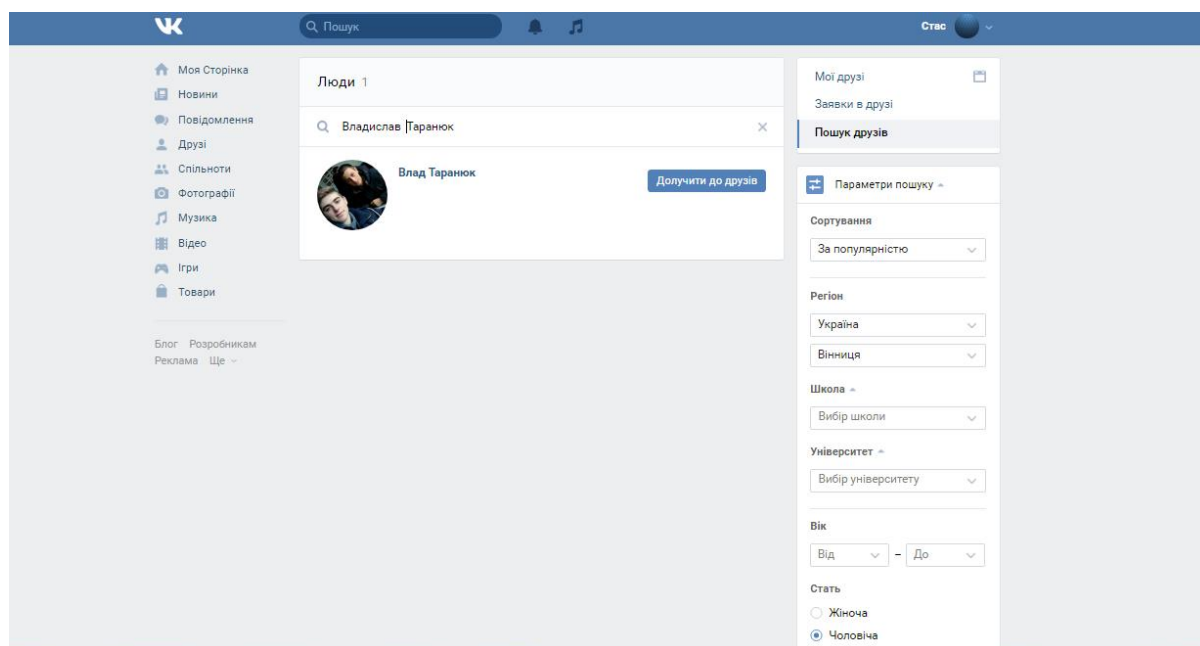 Пошук
Стас
Моя Сторінка
Новини
Повідомлення
Друзі
Спільноти
Фотографії
Музика
Відео
Ігри
Товари
Блог Розробникам
Реклама Ще
Люди 1
Владислав Таранюк
Влад Таранюк
Долучити до друзів
Мої друзі
Заявки в друзі
Пошук друзів
Параметри пошуку
Сортування
За популярністю
Регіон
Україна
Вінниця
Школа
Вибір школи
Університет
Вибір університету
Вік
Від – До
Стать
Жіноча
Чоловіча